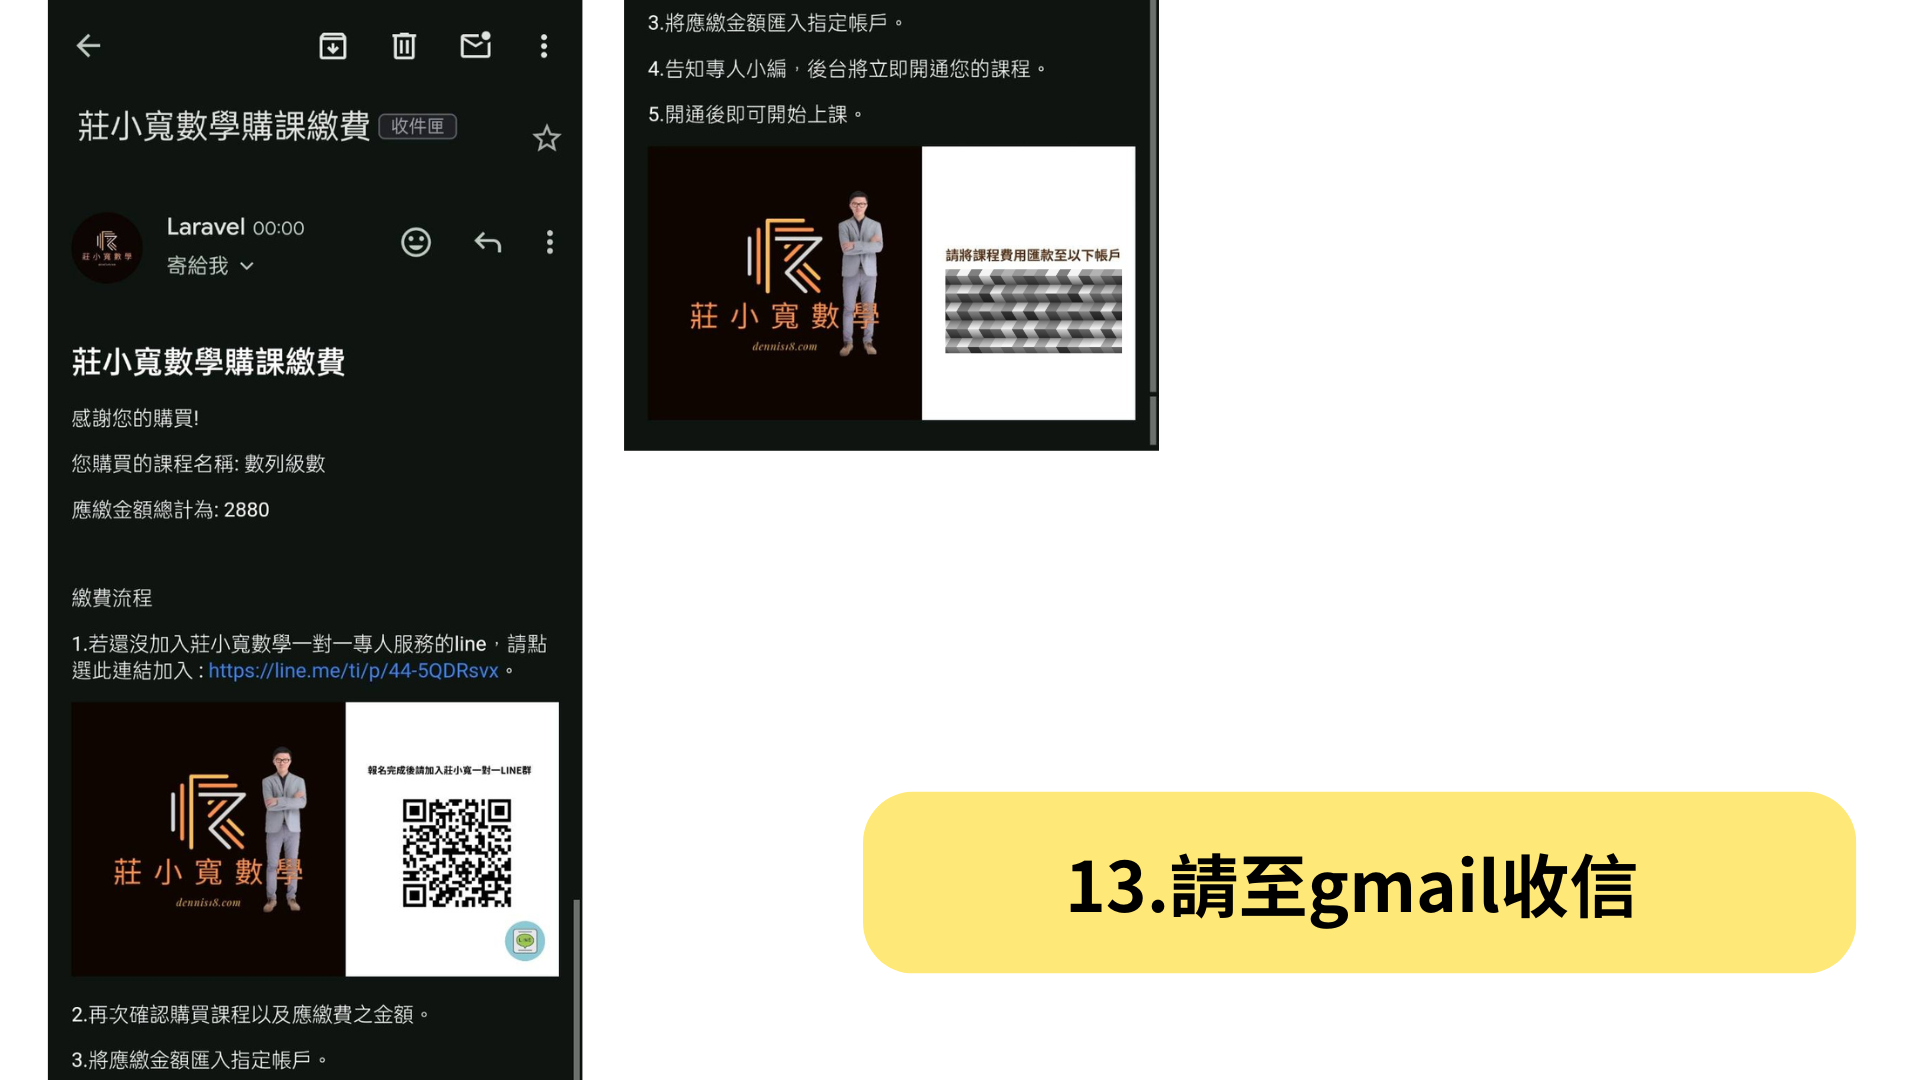 莊小寬數學購課繳費 收件匣
莊小寬數學
Laravel 00:00
寄給我
莊小寬數學購課繳費
感謝您的購買!
您購買的課程名稱: 數列級數
應繳金額總計為: 2880
繳費流程
1.若還沒加入莊小寬數學一對一專人服務的line，請點
選此連結加入 : https://line.me/ti/p/44-5QDRsvx。
莊小寬數學
dennis18.com
報名完成後請加入莊小寬一對一LINE群
2.再次確認購買課程以及應繳費之金額。
3.將應繳金額匯入指定帳戶。
3.將應繳金額匯入指定帳戶。
4.告知專人小編，後台將立即開通您的課程。
5.開通後即可開始上課。
莊小寬數學
dennis18.com
請將課程費用匯款至以下帳戶
13.請至gmail收信